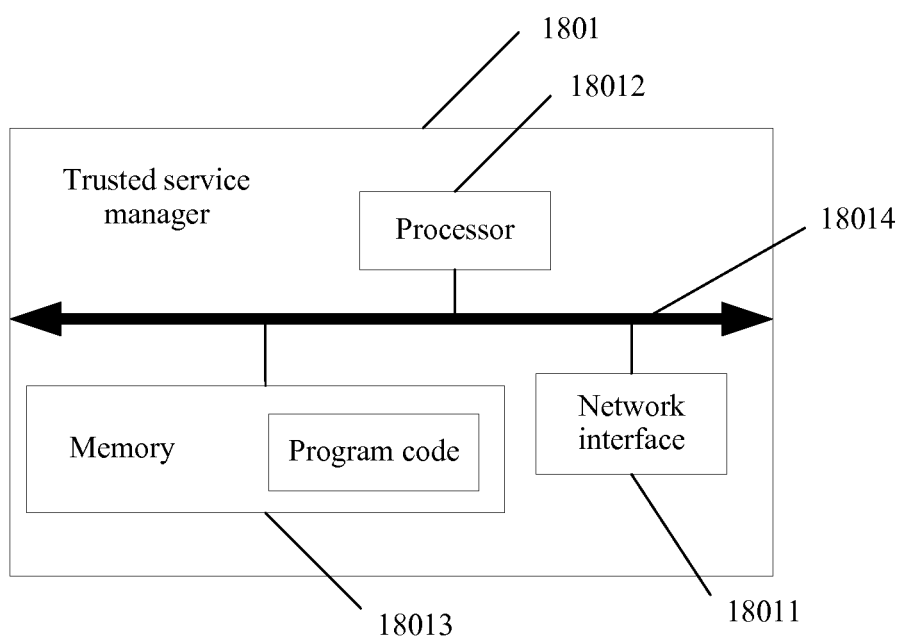 1801
18012
Trusted service
manager
Processor
18014
Memory
Program code
Network
interface
18013
18011